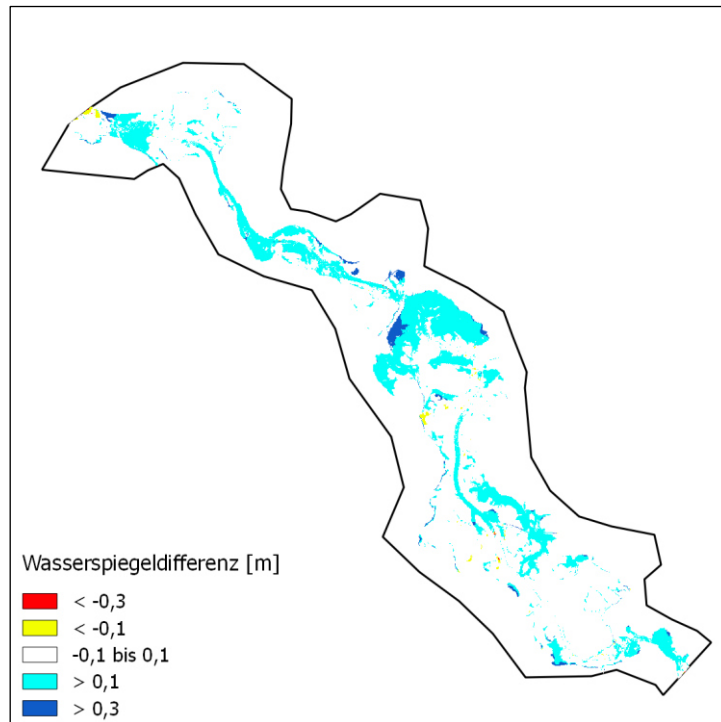 Wasserspiegeldifferenz [m]
< -0,3
< -0,1
-0,1 bis 0,1
> 0,1
> 0,3